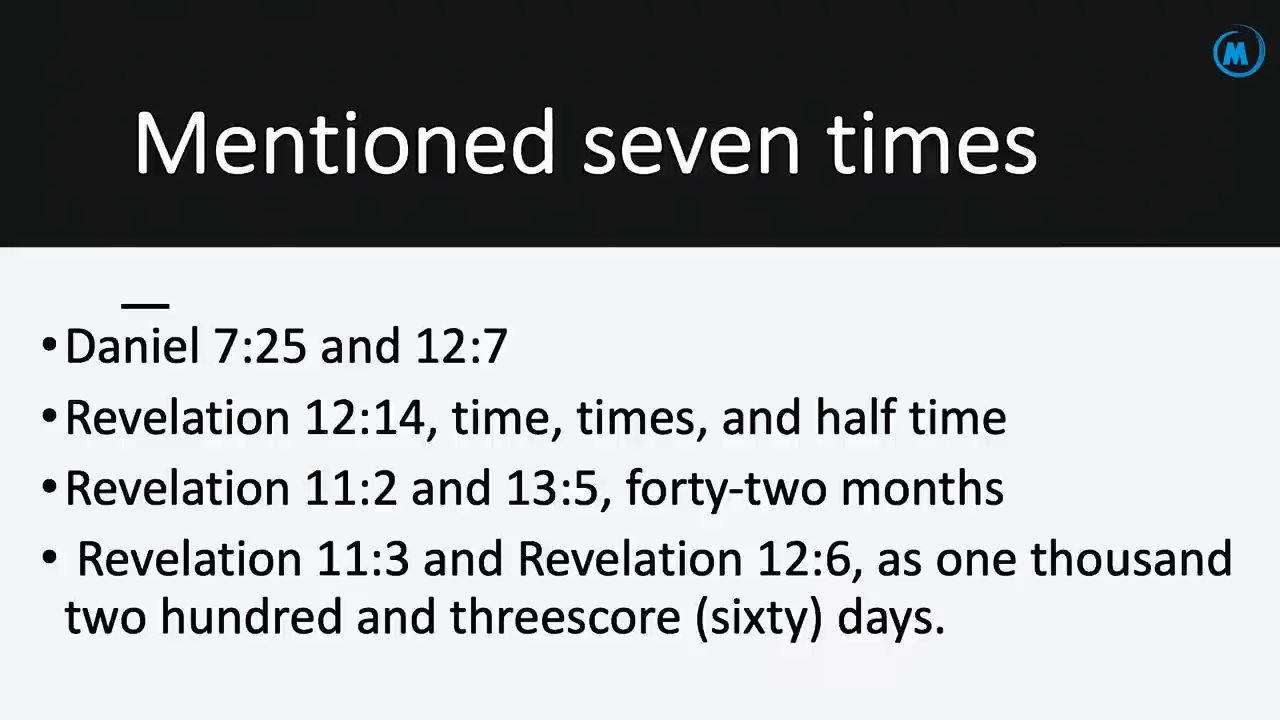 M
Mentioned seven times
•Daniel 7:25 and 12:7
•Revelation 12:14, time, times, and half time
•Revelation 11:2 and 13:5, forty-two months
• Revelation 11:3 and Revelation 12:6, as one thousand
two hundred and threescore (sixty) days.